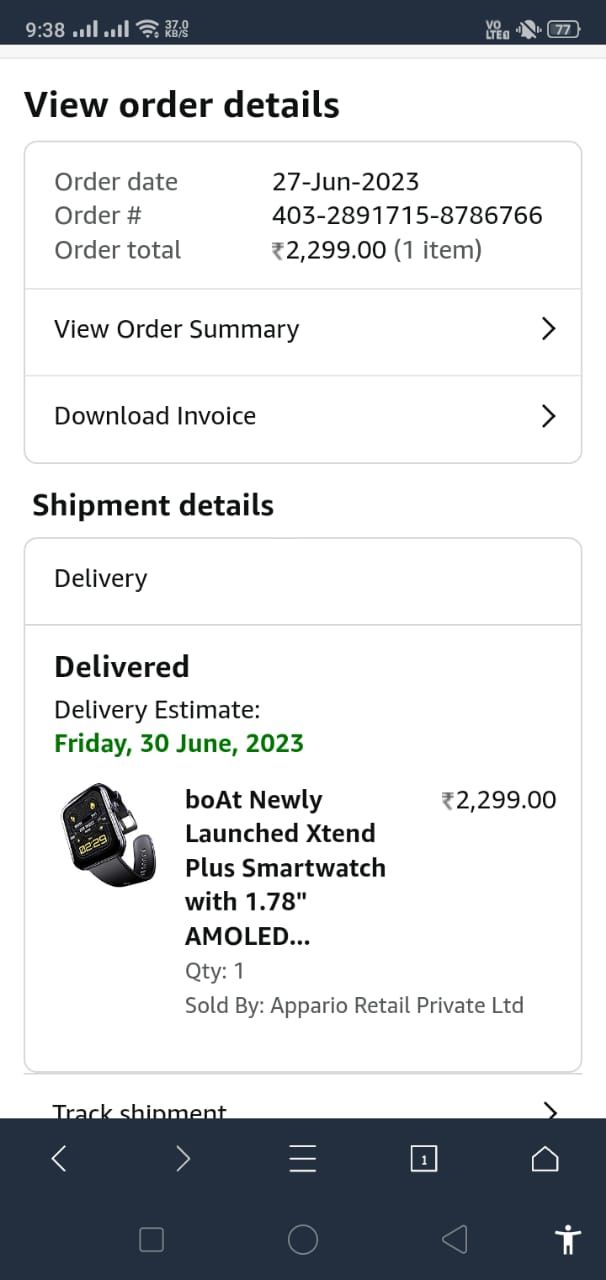 9:38 37.0 KB/S VO LTE 77
View order details
Order date 27-Jun-2023
Order # 403-2891715-8786766
Order total ₹2,299.00 (1 item)
View Order Summary
Download Invoice
Shipment details
Delivery
Delivered
Delivery Estimate:
Friday, 30 June, 2023
boAt Newly ₹2,299.00
Launched Xtend
Plus Smartwatch
with 1.78"
AMOLED...
02:29
Qty: 1
Sold By: Appario Retail Private Ltd
Track shipment
1